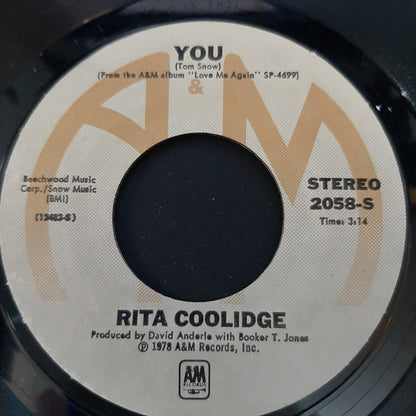 YOU
(Tom Snow)
(From the A&M album "Love Me Again" SP-4699)
A&M
Beechwood Music
Corp./Snow Music
(BMI)
STEREO
2058-S
Time: 3:14
RITA COOLIDGE
Produced by David Anderle with Booker T. Jones
℗ 1978 A&M Records, Inc.
A&M
RECORDS